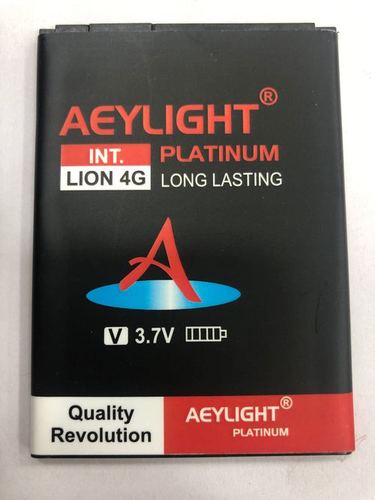 AEYLIGHT®
INT. PLATINUM
LION 4G LONG LASTING
A
V 3.7V
Quality
Revolution
AEYLIGHT®
PLATINUM